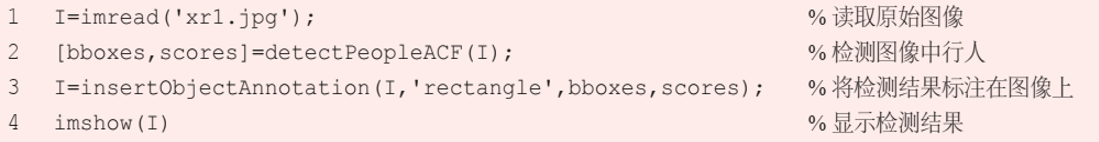 1 I=imread('xr1.jpg'); %读取原始图像
2 [bboxes,scores]=detectPeopleACF(I); %检测图像中行人
3 I=insertObjectAnnotation(I,'rectangle',bboxes,scores); %将检测结果标注在图像上
4 imshow(I) %显示检测结果